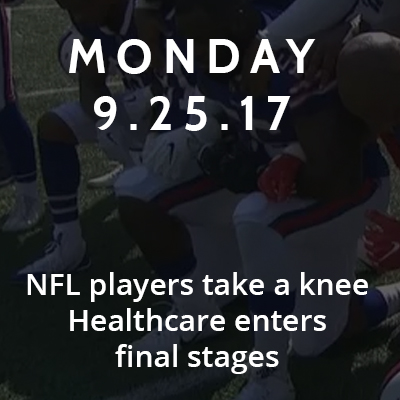 MONDAY
9.25.17
NFL players take a knee
Healthcare enters
final stages